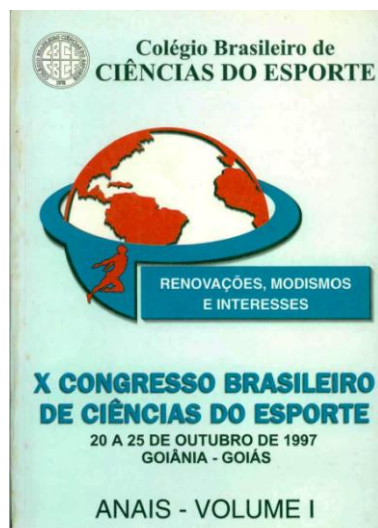 Colégio Brasileiro de
CIÊNCIAS DO ESPORTE
RENOVAÇÕES, MODISMOS
E INTERESSES
X CONGRESSO BRASILEIRO
DE CIÊNCIAS DO ESPORTE
20 A 25 DE OUTUBRO DE 1997
GOIÂNIA - GOIÁS
ANAIS - VOLUME I